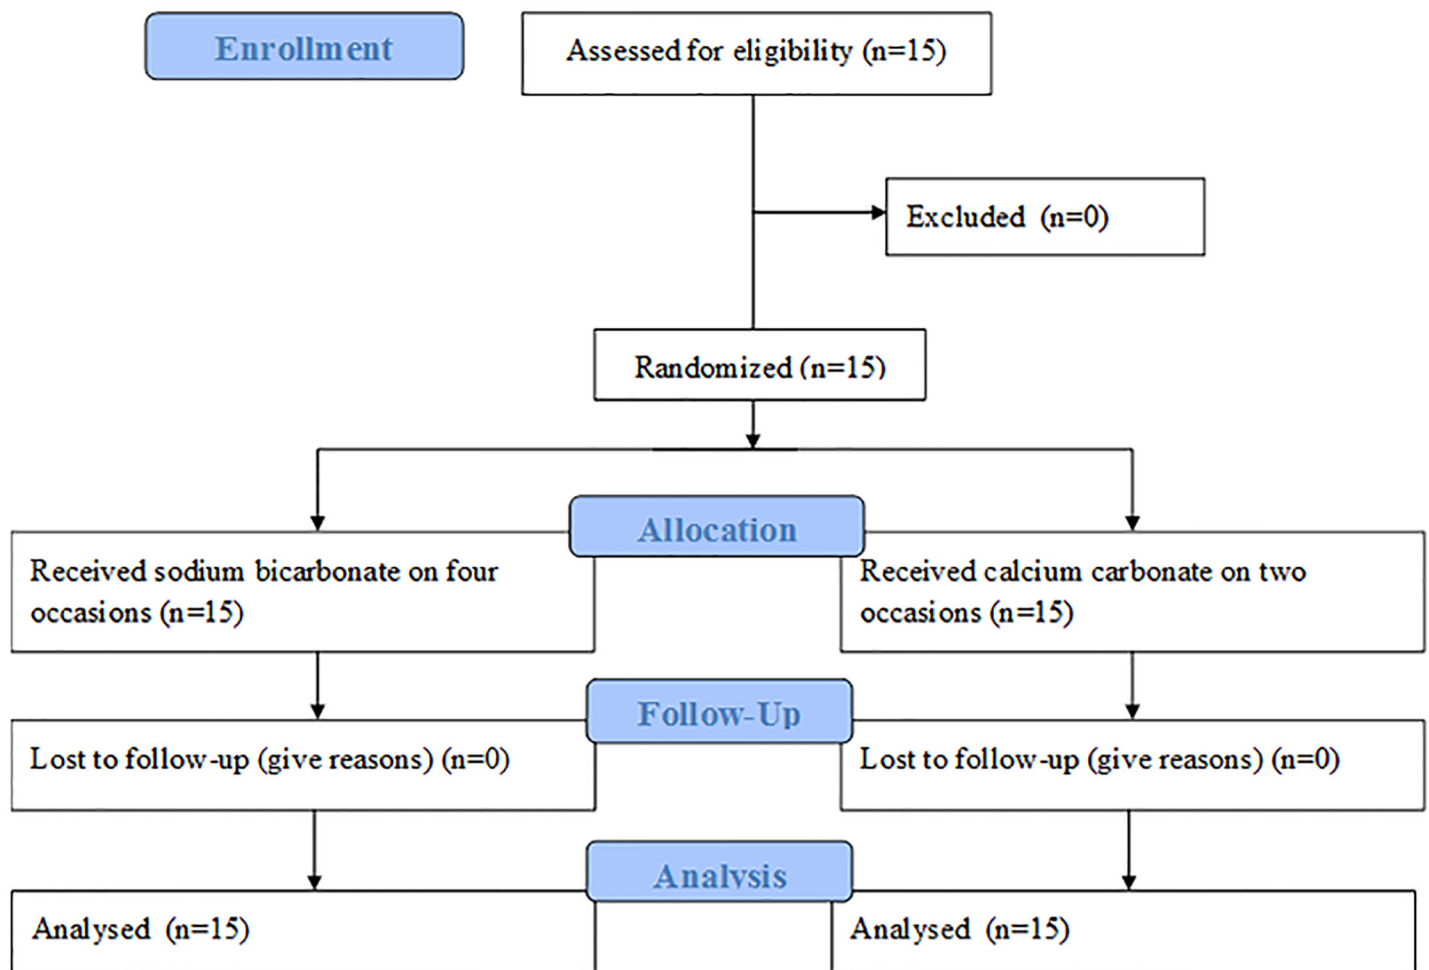 Enrollment
Assessed for eligibility (n=15)
Excluded (n=0)
Randomized (n=15)
Allocation
Received sodium bicarbonate on four
occasions (n=15)
Received calcium carbonate on two
occasions (n=15)
Follow-Up
Lost to follow-up (give reasons) (n=0)
Lost to follow-up (give reasons) (n=0)
Analysis
Analysed (n=15)
Analysed (n=15)